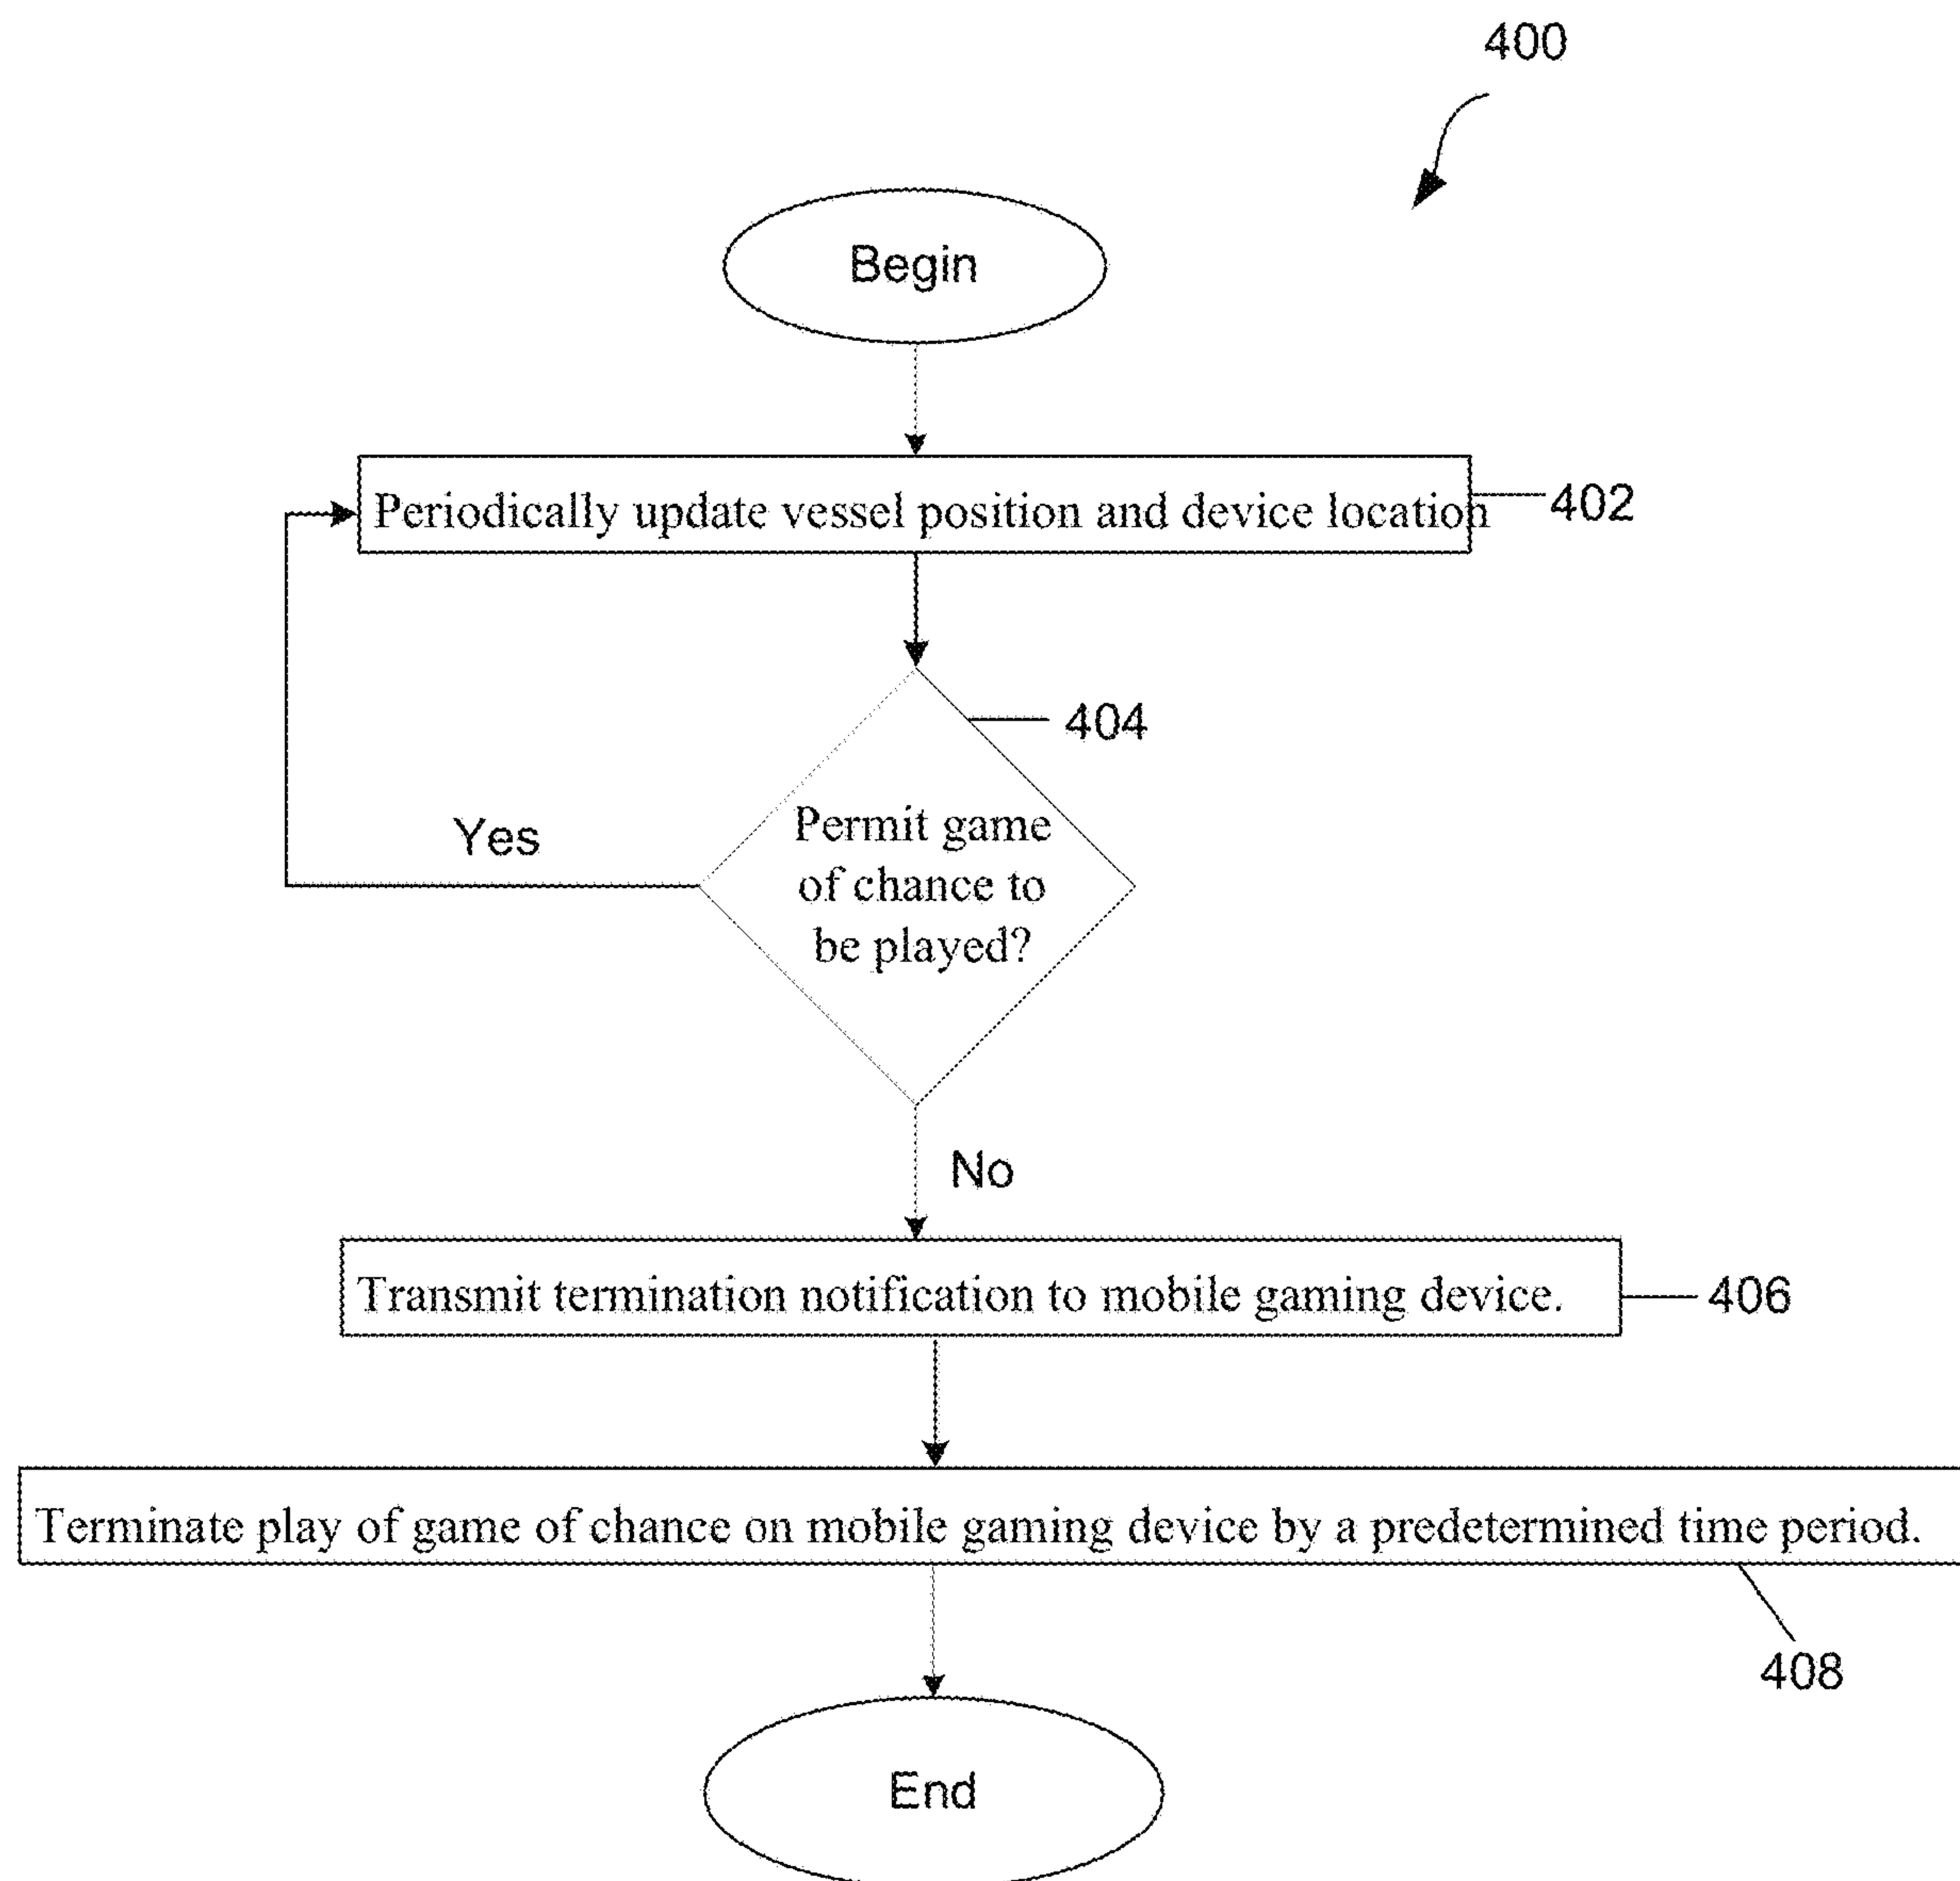 400
Begin
Periodically update vessel position and device location
402
404
Yes
Permit game
of chance to
be played?
No
Transmit termination notification to mobile gaming device.
406
Terminate play of game of chance on mobile gaming device by a predetermined time period.
408
End